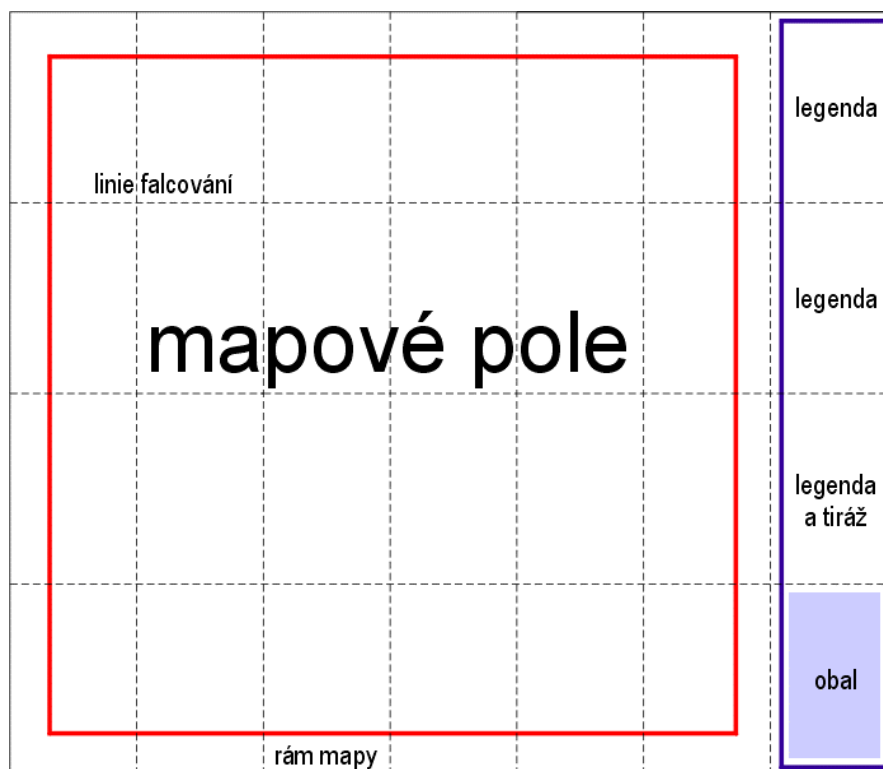 legenda
linie falcování
legenda
mapové pole
legenda
a tiráž
obal
rám mapy